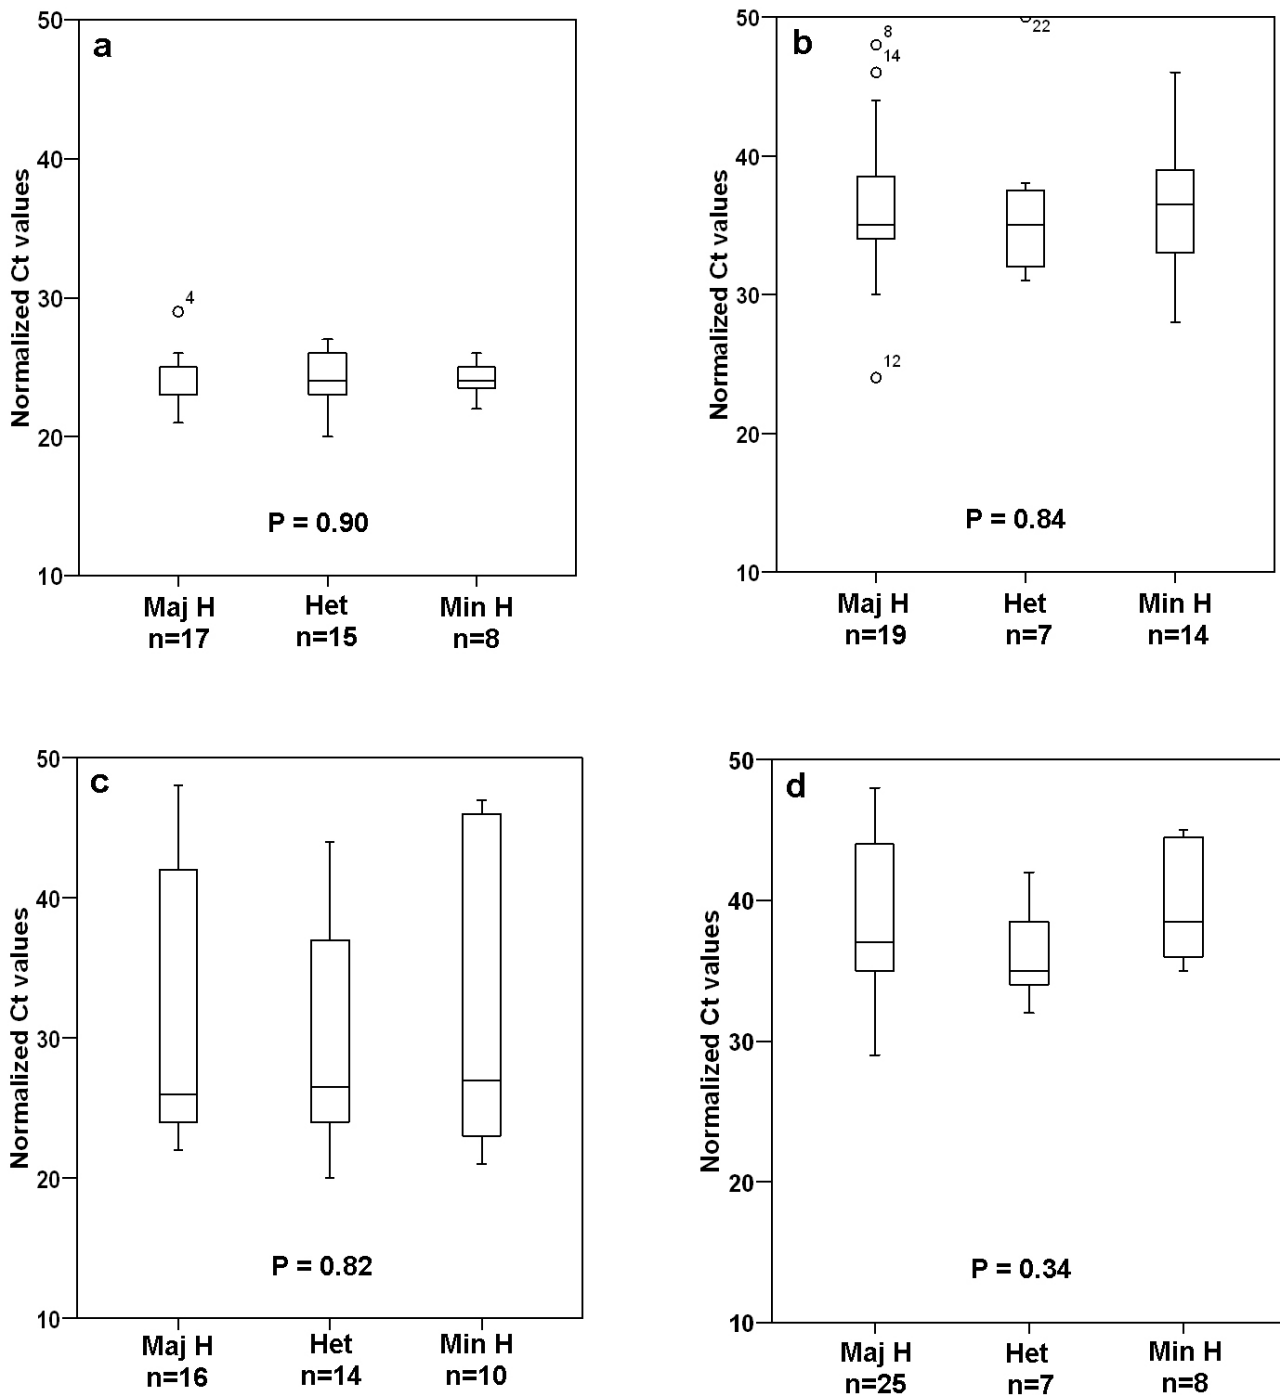 a
50
40
30
20
10
Normalized Ct values
4
P = 0.90
Maj H Het Min H
n=17 n=15 n=8
b
50
40
30
20
10
Normalized Ct values
8
14
12
22
P = 0.84
Maj H Het Min H
n=19 n=7 n=14
c
50
40
30
20
10
Normalized Ct values
P = 0.82
Maj H Het Min H
n=16 n=14 n=10
d
50
40
30
20
10
Normalized Ct values
P = 0.34
Maj H Het Min H
n=25 n=7 n=8